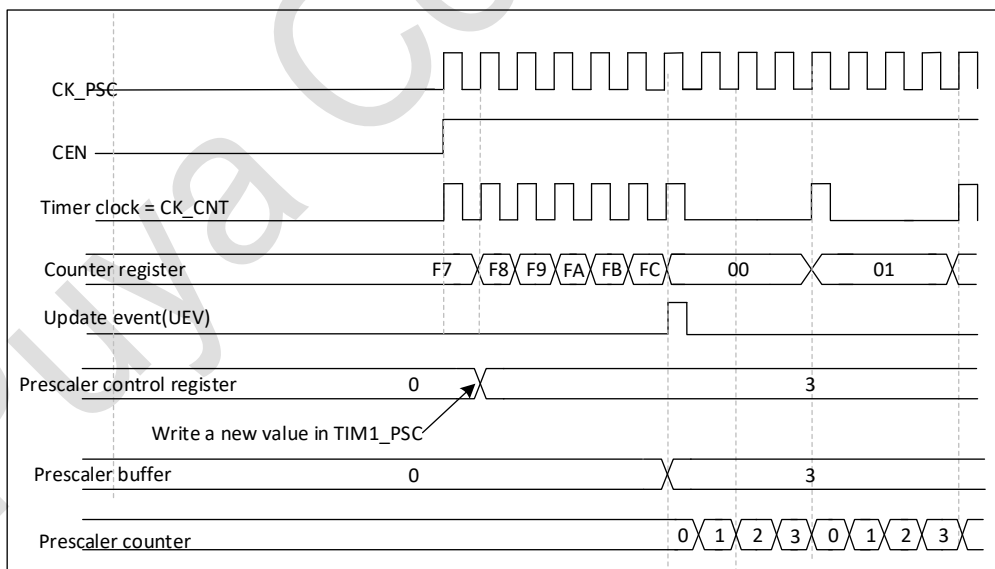 CK_PSC
CEN
Timer clock = CK_CNT
Counter register F7 F8 F9 FA FB FC 00 01
Update event(UEV)
Prescaler control register 0 3
Write a new value in TIM1_PSC
Prescaler buffer 0 3
Prescaler counter 0 1 2 3 0 1 2 3